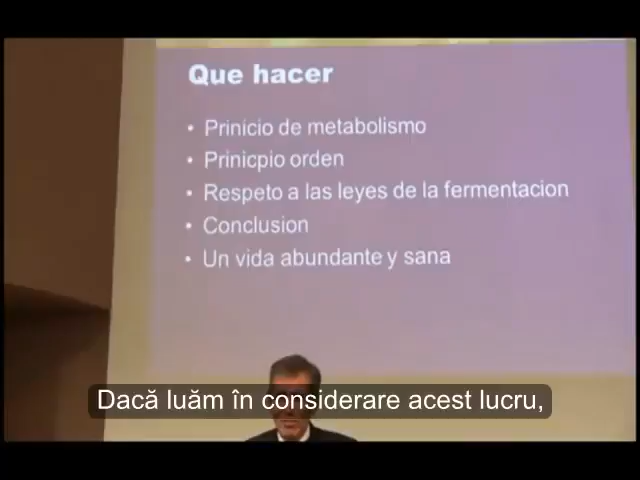 Que hacer
• Prinicio de metabolismo
• Prinicpio orden
• Respeto a las leyes de la fermentacion
• Conclusion
• Un vida abundante y sana
Dacă luăm în considerare acest lucru,